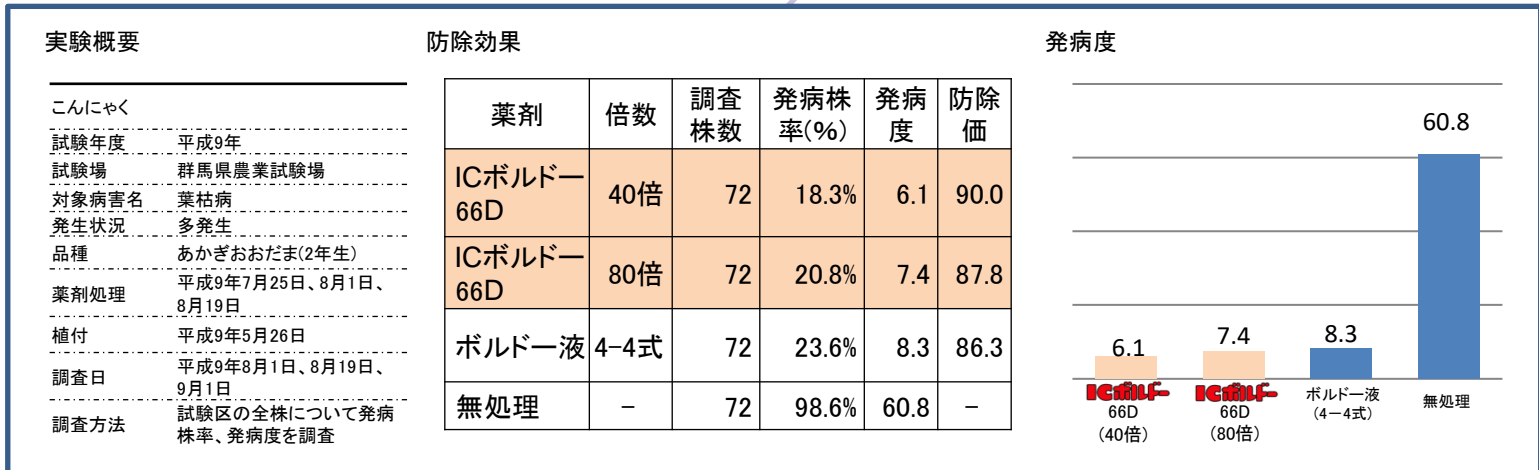 実験概要
こんにゃく
試験年度 平成9年
試験場 群馬県農業試験場
対象病害名 葉枯病
発生状況 多発生
品種 あかぎおおだま(2年生)
薬剤処理 平成9年7月25日、8月1日、
8月19日
植付 平成9年5月26日
調査日 平成9年8月1日、8月19日、
9月1日
調査方法 試験区の全株について発病
株率、発病度を調査
防除効果
薬剤 倍数 調査
株数 発病株
率(%) 発病
度 防除
価
ICボルドー
66D 40倍 72 18.3% 6.1 90.0
ICボルドー
66D 80倍 72 20.8% 7.4 87.8
ボルドー液 4-4式 72 23.6% 8.3 86.3
無処理 － 72 98.6% 60.8 －
発病度
60.8
6.1 7.4 8.3
ICボルドー
66D
(40倍)
ICボルドー
66D
(80倍)
ボルドー液
(4－4式)
無処理